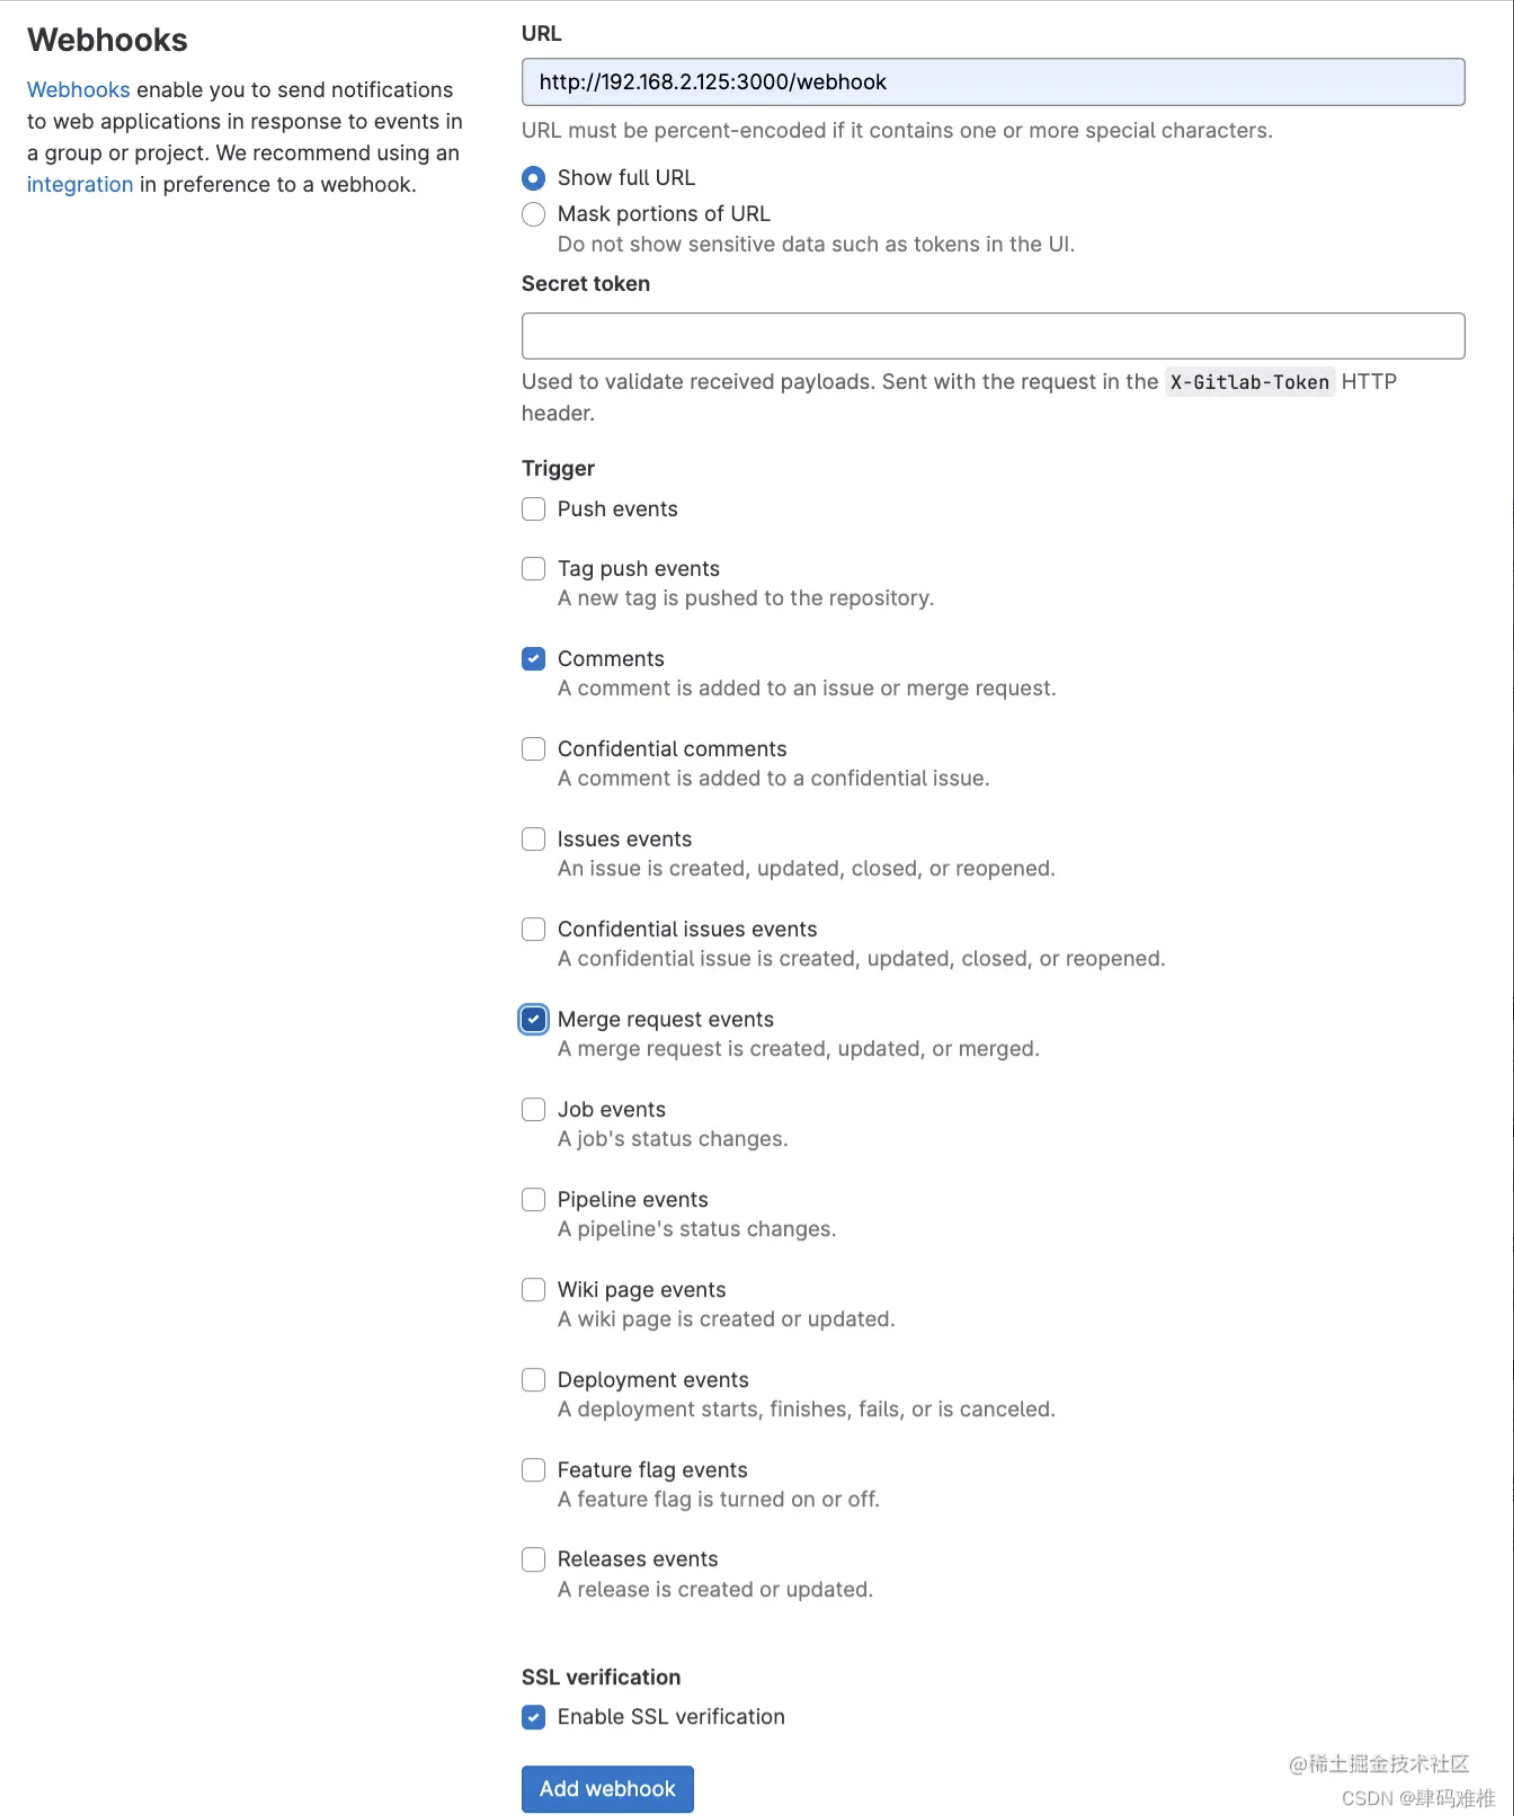 Webhooks
Webhooks enable you to send notifications
to web applications in response to events in
a group or project. We recommend using an
integration in preference to a webhook.
URL
http://192.168.2.125:3000/webhook
URL must be percent-encoded if it contains one or more special characters.
Show full URL
Mask portions of URL
Do not show sensitive data such as tokens in the UI.
Secret token
Used to validate received payloads. Sent with the request in the X-Gitlab-Token HTTP
header.
Trigger
Push events
Tag push events
A new tag is pushed to the repository.
Comments
A comment is added to an issue or merge request.
Confidential comments
A comment is added to a confidential issue.
Issues events
An issue is created, updated, closed, or reopened.
Confidential issues events
A confidential issue is created, updated, closed, or reopened.
Merge request events
A merge request is created, updated, or merged.
Job events
A job's status changes.
Pipeline events
A pipeline's status changes.
Wiki page events
A wiki page is created or updated.
Deployment events
A deployment starts, finishes, fails, or is canceled.
Feature flag events
A feature flag is turned on or off.
Releases events
A release is created or updated.
SSL verification
Enable SSL verification
Add webhook
@稀土掘金技术社区
CSDN @肆码难椎